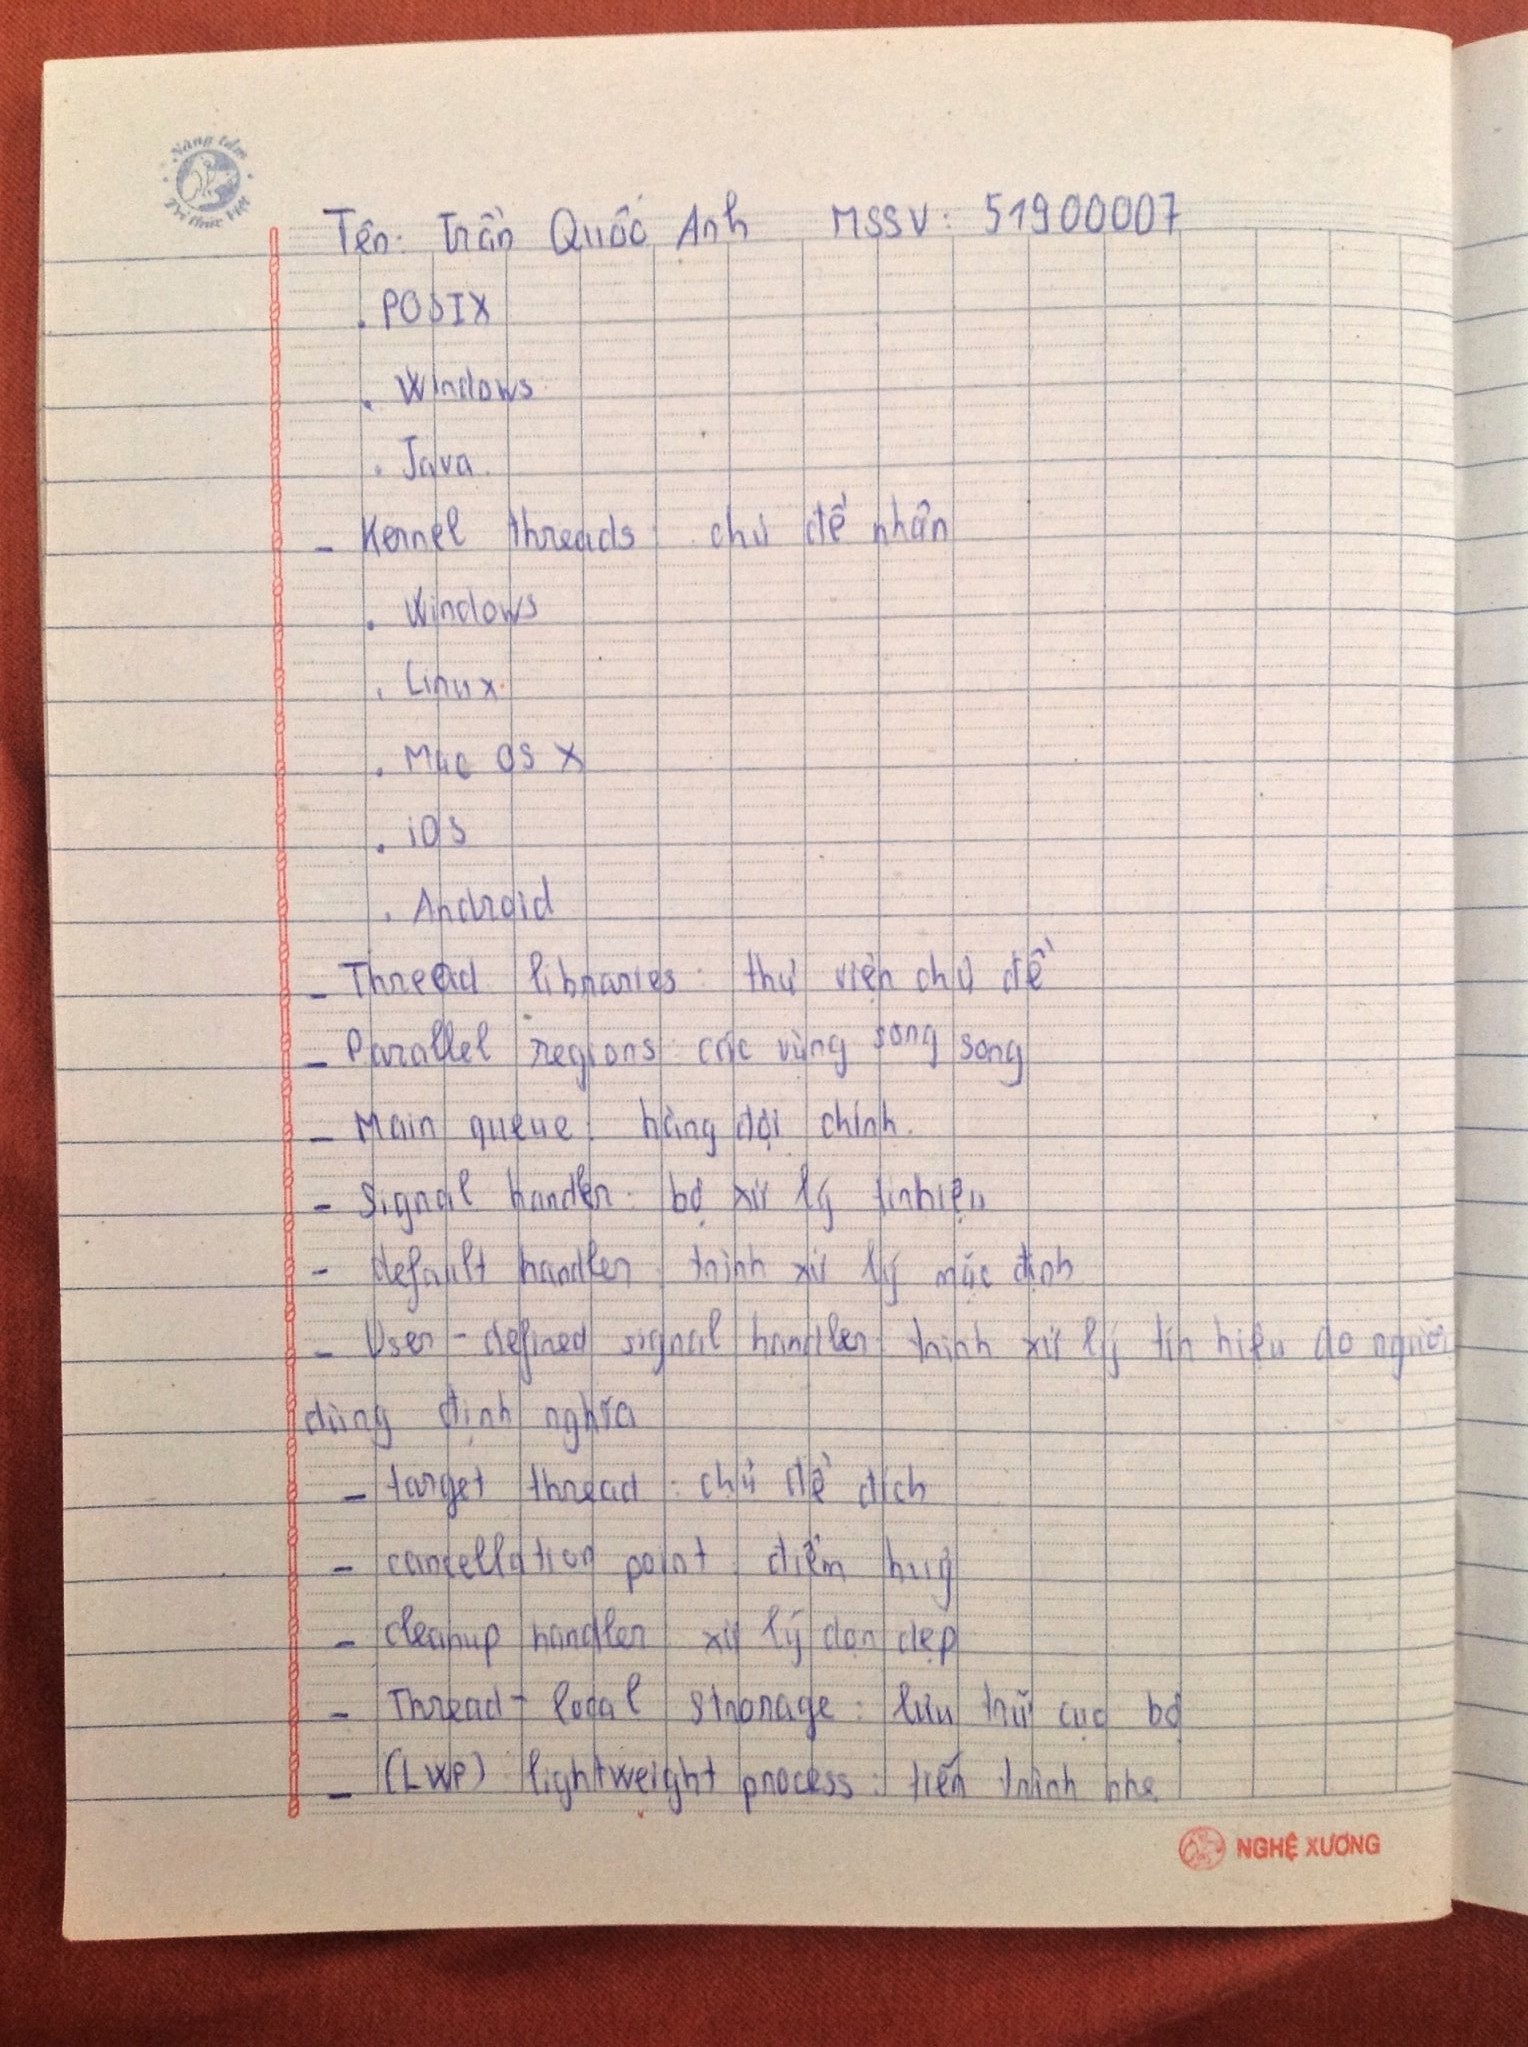 Nâng tầm
Trí thức Việt
Tên: Trần Quốc Anh MSSV: 51900007
. POSIX
. Windows
. Java.
- Kernel threads: chủ đề nhân
. Windows
. Linux.
. Mac OS X
. iOS
. Android
- Thread libraries: thư viện chủ đề
- Parallel regions: các vùng song song
- Main queue: hàng đợi chính.
- Signal handler: bộ xử lý tín hiệu
- default handler: trình xử lý mặc định
- User-defined signal handler: trình xử lý tín hiệu do người
dùng định nghĩa
- target thread: chủ đề đích
- cancellation point: điểm huỷ
- cleanup handler: xử lý dọn dẹp
- Thread-local stronage: lưu trữ cục bộ
- (LWP) lightweight process: tiến trình nhẹ
NGHỆ XƯƠNG